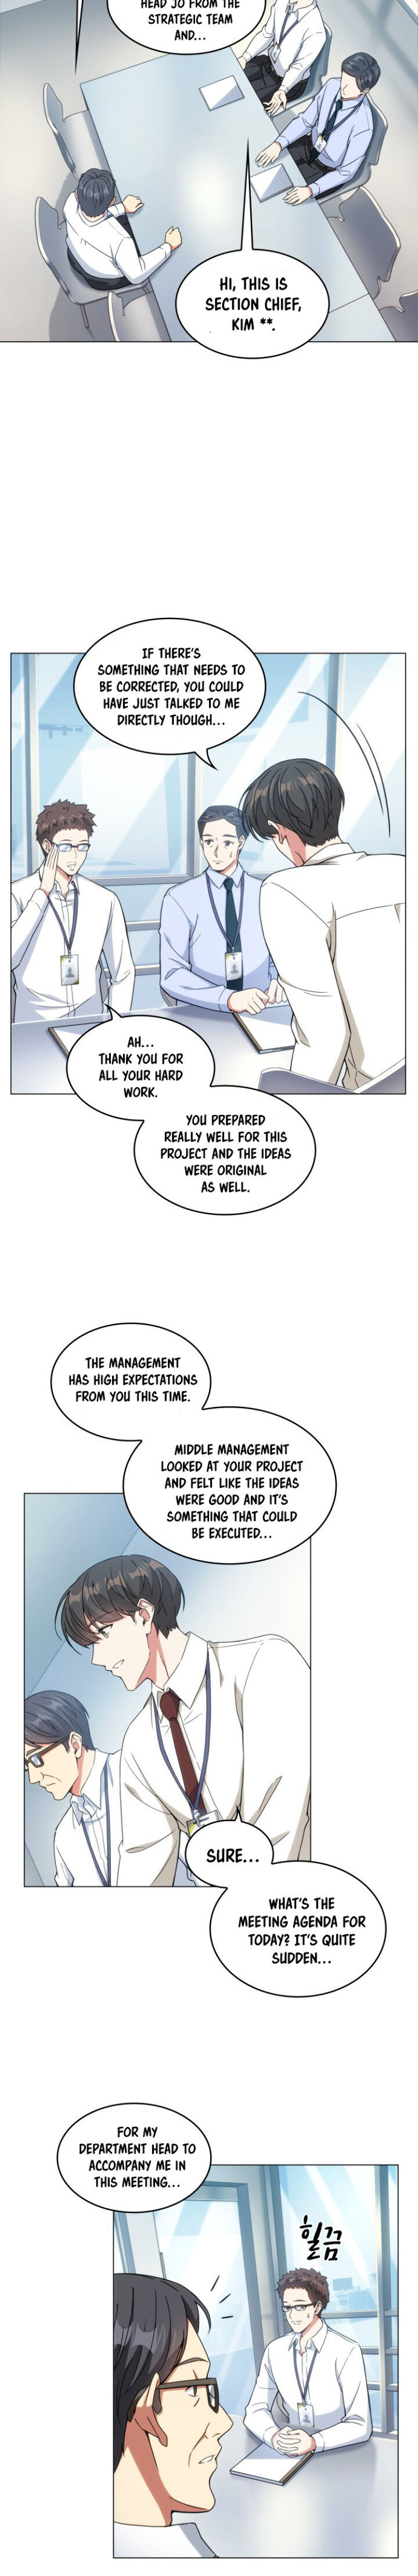 HEAD JO FROM THE
STRATEGIC TEAM
AND...
HI, THIS IS
SECTION CHIEF,
KIM **.
IF THERE'S
SOMETHING THAT NEEDS TO
BE CORRECTED, YOU COULD
HAVE JUST TALKED TO ME
DIRECTLY THOUGH...
AH...
THANK YOU FOR
ALL YOUR HARD
WORK.
YOU PREPARED
REALLY WELL FOR THIS
PROJECT AND THE IDEAS
WERE ORIGINAL
AS WELL.
THE MANAGEMENT
HAS HIGH EXPECTATIONS
FROM YOU THIS TIME.
MIDDLE MANAGEMENT
LOOKED AT YOUR PROJECT
AND FELT LIKE THE IDEAS
WERE GOOD AND IT'S
SOMETHING THAT COULD
BE EXECUTED...
SURE...
WHAT'S THE
MEETING AGENDA FOR
TODAY? IT'S QUITE
SUDDEN...
FOR MY
DEPARTMENT HEAD TO
ACCOMPANY ME IN
THIS MEETING...
힐끔